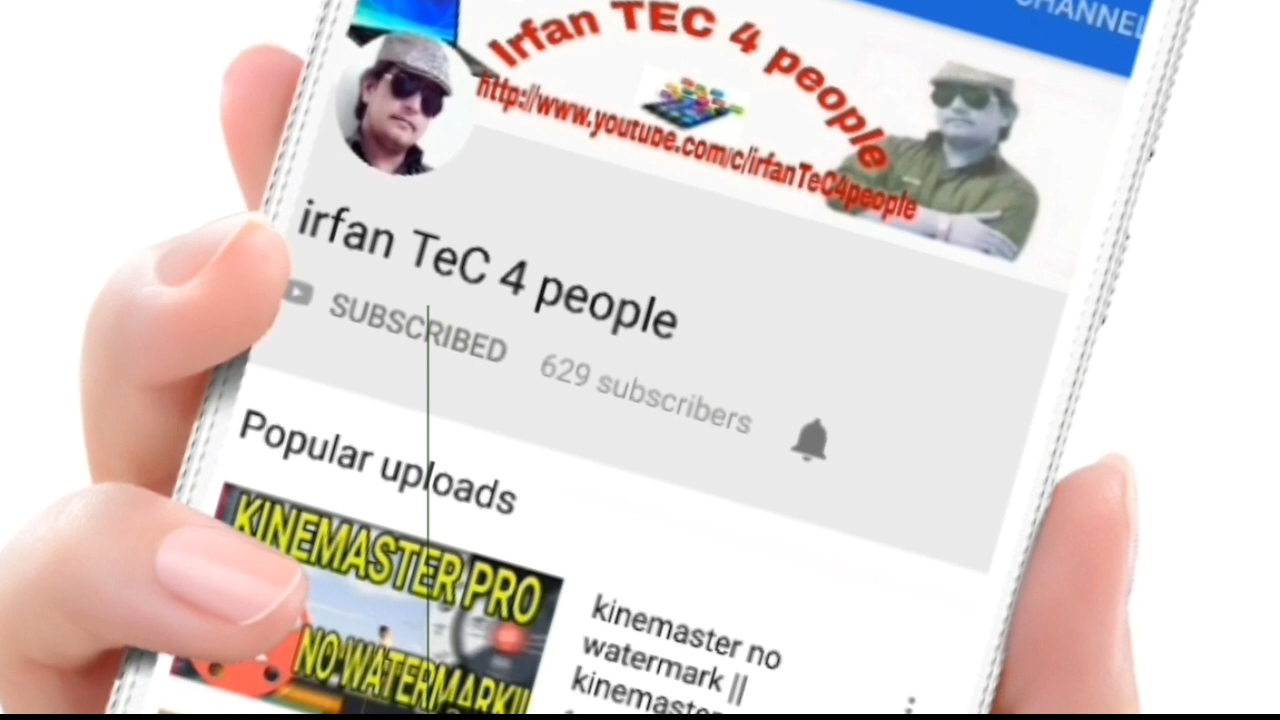 CHANNEL
Irfan TEC 4 people
http://www.youtube.com/c/irfanTeC4people
irfan TeC 4 people
SUBSCRIBED 629 subscribers
Popular uploads
KINEMASTER PRO
NO WATERMARK!!
kinemaster no
watermark ||
kinemaster